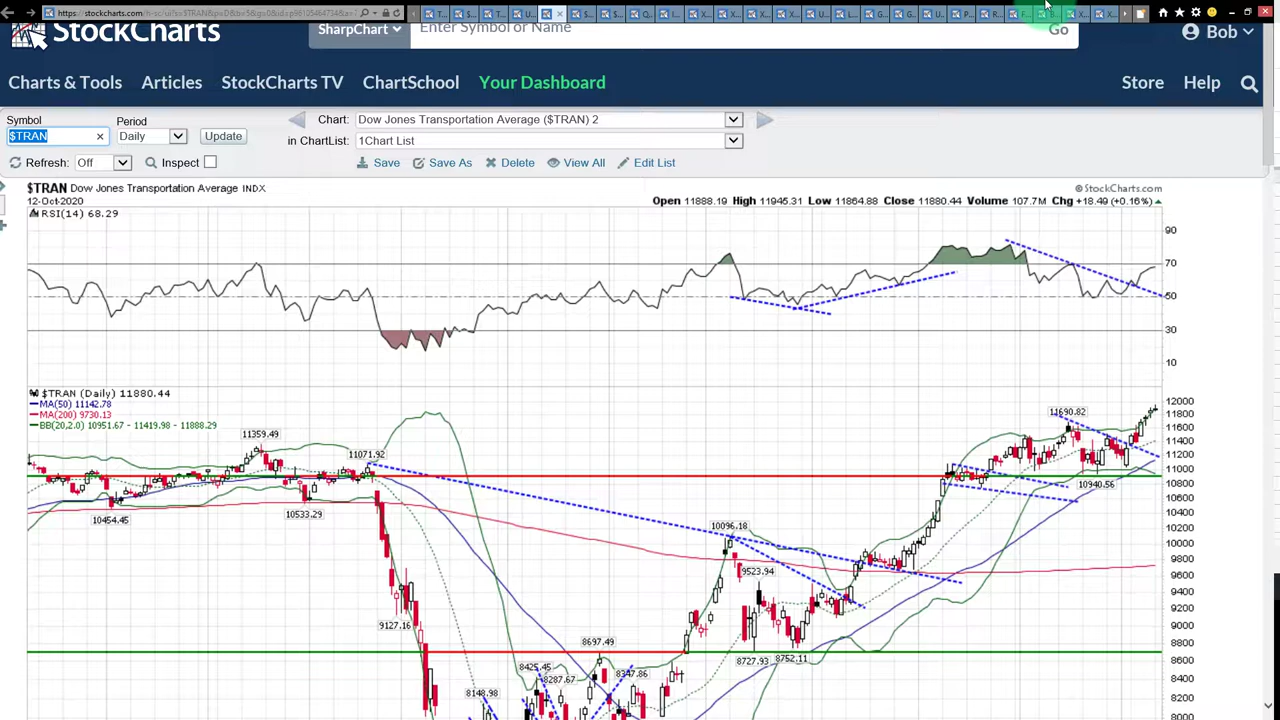 StockCharts
SharpChart
Enter Symbol or Name
Go
Bob
Charts & Tools
Articles
StockCharts TV
ChartSchool
Your Dashboard
Store
Help
Symbol
$TRAN
×
Period
Daily
Update
Chart:
Dow Jones Transportation Average ($TRAN) 2
in ChartList:
1Chart List
Refresh:
Off
Inspect
Save
Save As
Delete
View All
Edit List
$TRAN Dow Jones Transportation Average INDX
© StockCharts.com
12-Oct-2020
Open 11888.19 High 11945.31 Low 11864.88 Close 11880.44 Volume 107.7M Chg +18.49 (+0.16%)
RSI(14) 68.29
90
70
50
30
10
$TRAN (Daily) 11880.44
MA(50) 11142.78
MA(200) 9730.13
BB(20,2.0) 10951.67 - 11419.98 - 11888.29
12000
11800
11400
11200
11000
10800
10600
10400
10200
10000
9800
9600
9400
9200
9000
8800
8600
8400
8200
8000
11359.49
10454.45
10533.29
11071.92
9127.16
8148.98
8425.45
8287.67
8697.49
8347.86
10096.18
9523.94
8727.93
8752.11
11690.82
10940.56